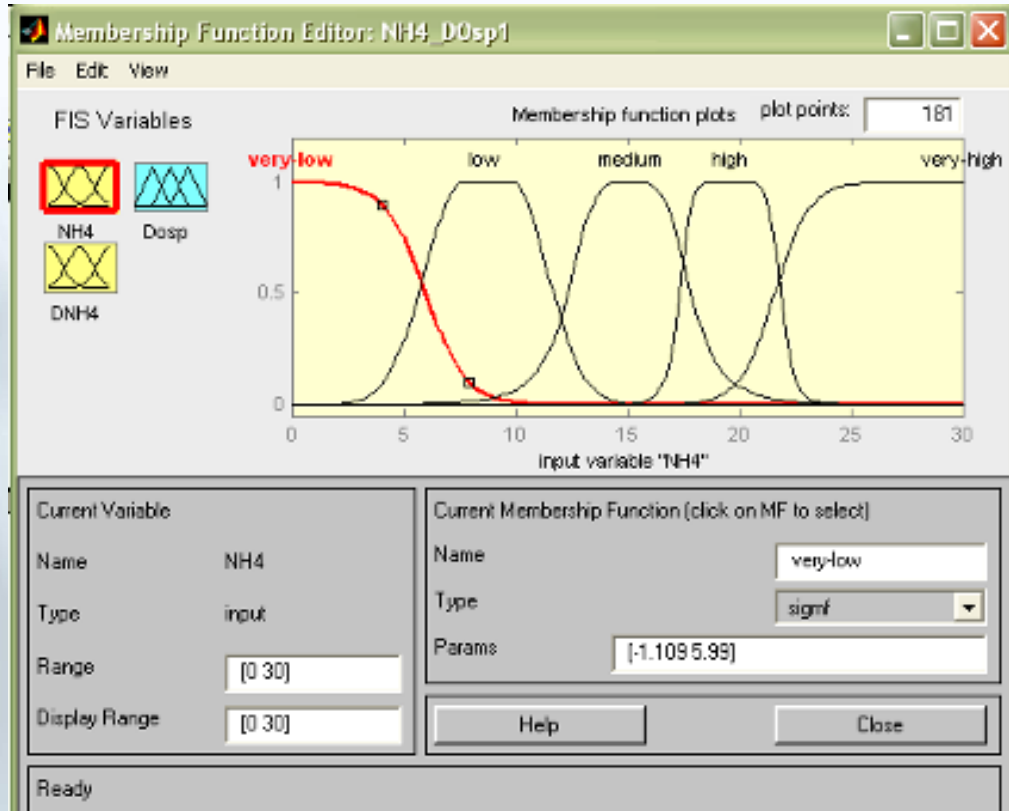 Membership Function Editor: NH4_DOsp1
File Edit View
FIS Variables
Membership function plots plot points: 181
very-low low medium high very-high
NH4 Dosp
DNH4
1
0.5
0
0 5 10 15 20 25 30
input variable "NH4"
Current Variable
Name NH4
Type input
Range [0 30]
Display Range [0 30]
Current Membership Function (click on MF to select)
Name very-low
Type sigmf
Params [-1.109 5.99]
Help Close
Ready